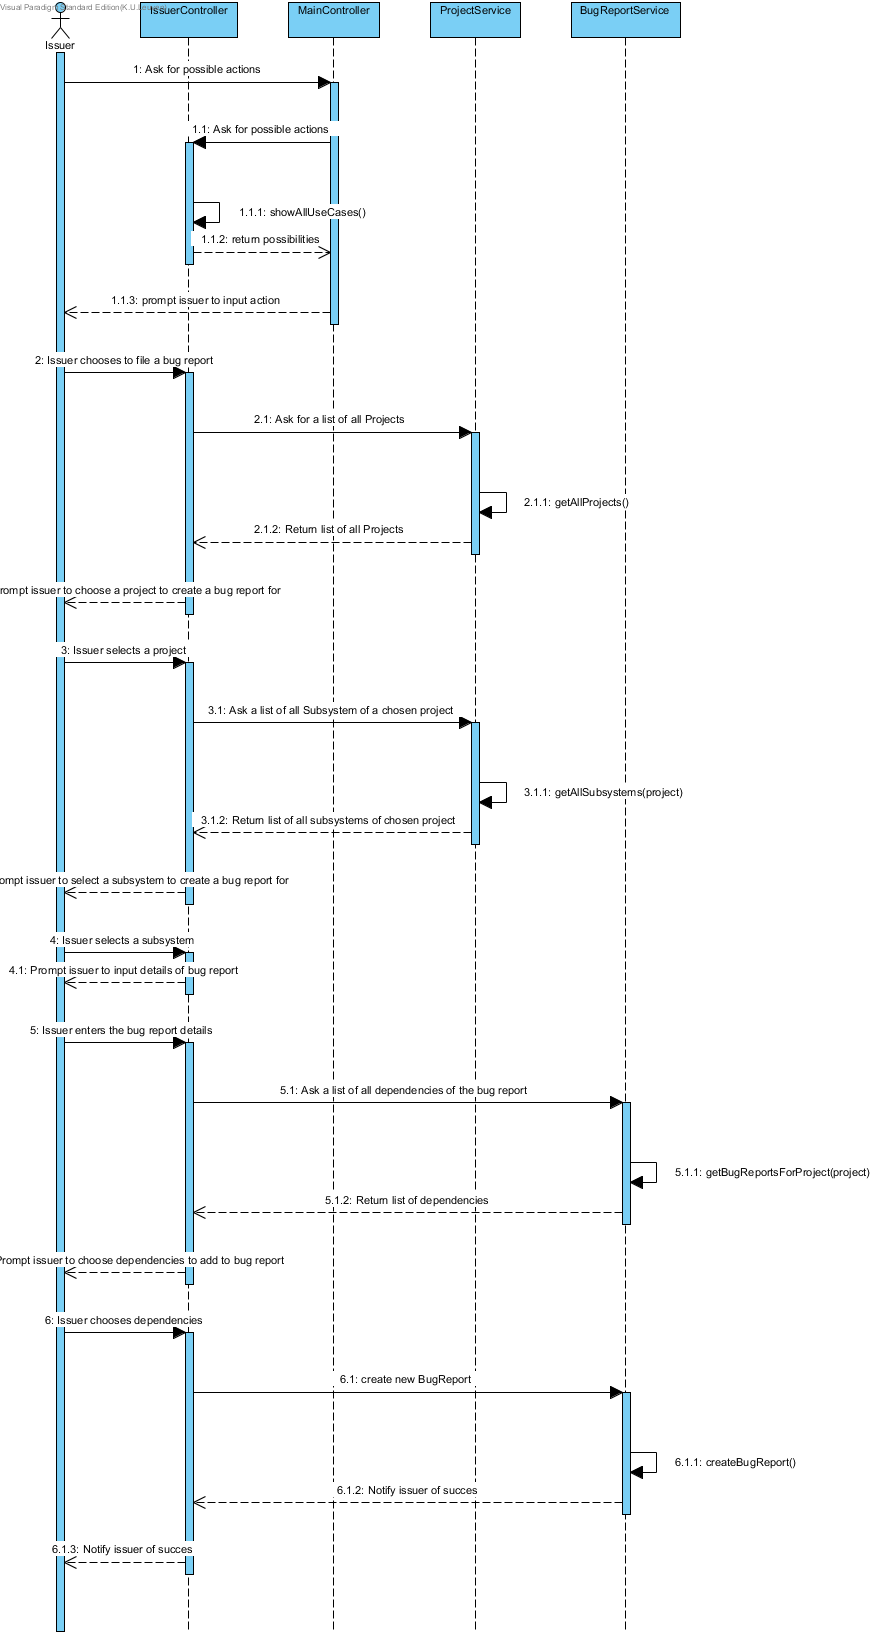 Visual Paradigm Standard Edition(K.U.Leuven)
IssuerController
MainController
ProjectService
BugReportService
Issuer
1: Ask for possible actions
1.1: Ask for possible actions
1.1.1: showAllUseCases()
1.1.2: return possibilities
1.1.3: prompt issuer to input action
2: Issuer chooses to file a bug report
2.1: Ask for a list of all Projects
2.1.1: getAllProjects()
2.1.2: Return list of all Projects
rompt issuer to choose a project to create a bug report for
3: Issuer selects a project
3.1: Ask a list of all Subsystem of a chosen project
3.1.1: getAllSubsystems(project)
3.1.2: Return list of all subsystems of chosen project
ompt issuer to select a subsystem to create a bug report for
4: Issuer selects a subsystem
4.1: Prompt issuer to input details of bug report
5: Issuer enters the bug report details
5.1: Ask a list of all dependencies of the bug report
5.1.1: getBugReportsForProject(project)
5.1.2: Return list of dependencies
Prompt issuer to choose dependencies to add to bug report
6: Issuer chooses dependencies
6.1: create new BugReport
6.1.1: createBugReport()
6.1.2: Notify issuer of succes
6.1.3: Notify issuer of succes